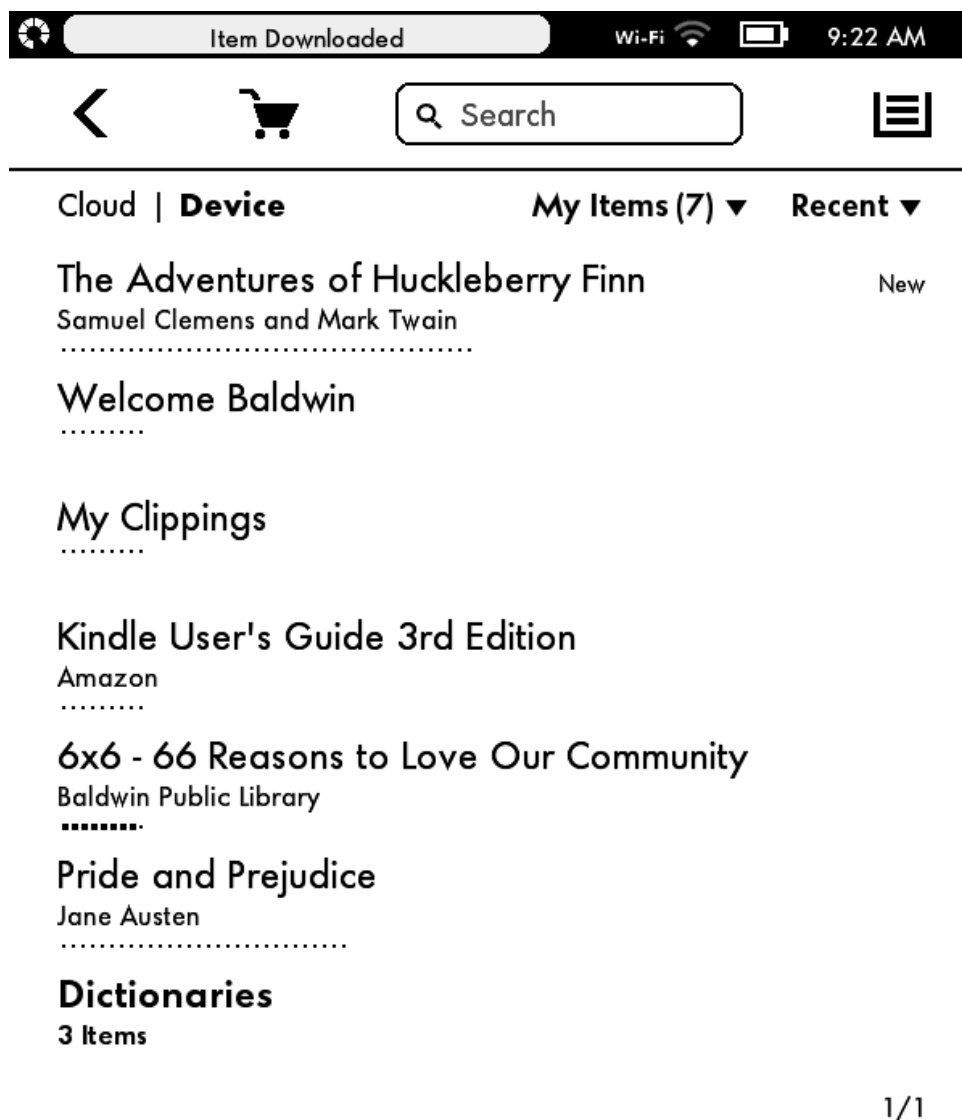 Item Downloaded Wi-Fi 9:22 AM
Search
Cloud | Device My Items (7) ▼ Recent ▼
The Adventures of Huckleberry Finn New
Samuel Clemens and Mark Twain
Welcome Baldwin
My Clippings
Kindle User's Guide 3rd Edition
Amazon
6x6 - 66 Reasons to Love Our Community
Baldwin Public Library
Pride and Prejudice
Jane Austen
Dictionaries
3 Items
1/1